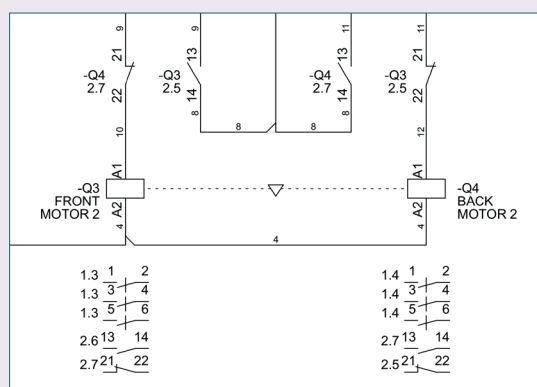 9 9 11 11
21 13 13 21
-Q4 -Q3 -Q4 -Q3
2.7 2.5 2.7 2.5
22 14 14 22
8 8
10 8 8 12
A1 A1
-Q3 -Q4
FRONT BACK
MOTOR 2 MOTOR 2
A2 A2
4 4
4
1.3 1 2 1.4 1 2
1.3 3 4 1.4 3 4
1.3 5 6 1.4 5 6
2.6 13 14 2.7 13 14
2.7 21 22 2.5 21 22